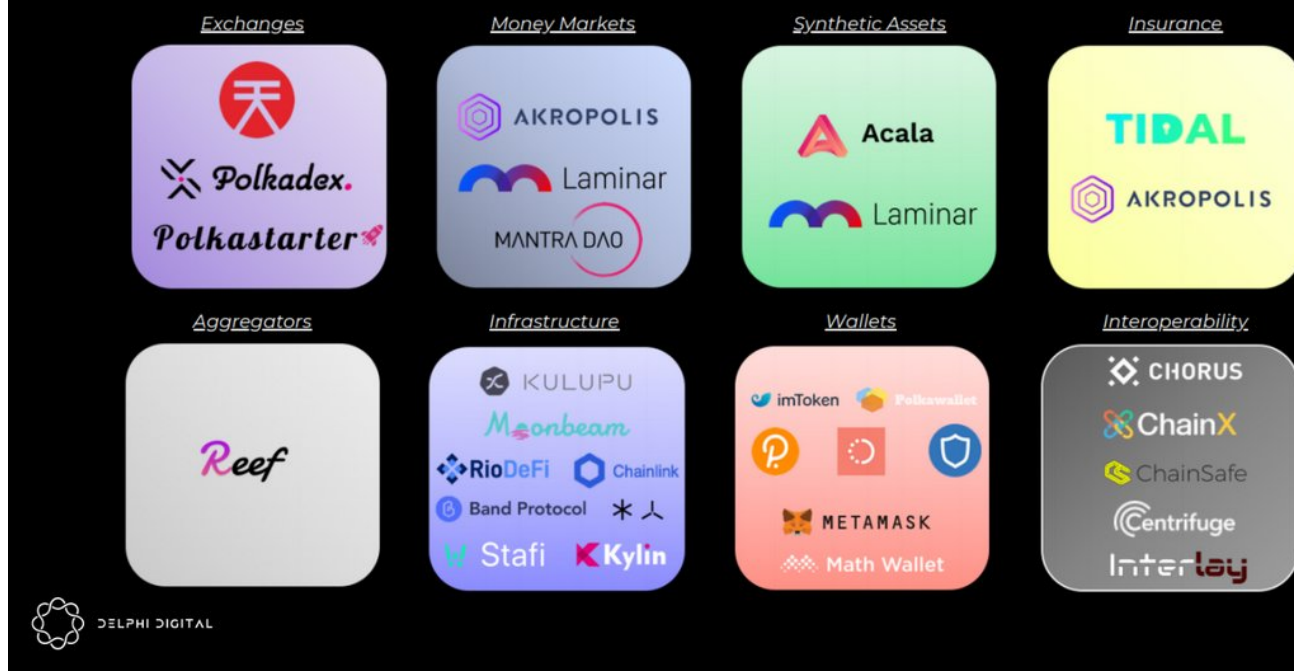 Exchanges
Money Markets
Synthetic Assets
Insurance
Polkadex.
Polkastarter
AKROPOLIS
Laminar
MANTRA DAO
Acala
Laminar
TIDAL
AKROPOLIS
Aggregators
Infrastructure
Wallets
Interoperability
Reef
KULUPU
Moonbeam
RioDeFi
Chainlink
Band Protocol
Stafi
Kylin
imToken
Polkawallet
METAMASK
Math Wallet
CHORUS
ChainX
ChainSafe
Centrifuge
Interlay
DELPHI DIGITAL